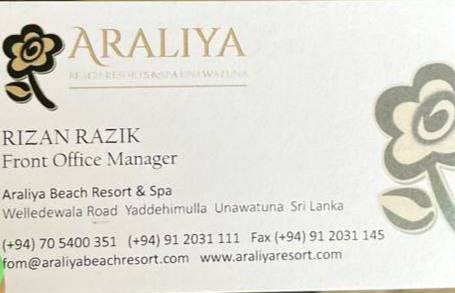 ARALIYA
BEACH RESORTS & SPA UNAWATUNA
RIZAN RAZIK
Front Office Manager
Araliya Beach Resort & Spa
Welledewala Road Yaddehimulla Unawatuna Sri Lanka
(+94) 70 5400 351 (+94) 91 2031 111 Fax (+94) 91 2031 145
fom@araliyabeachresort.com www.araliyaresort.com